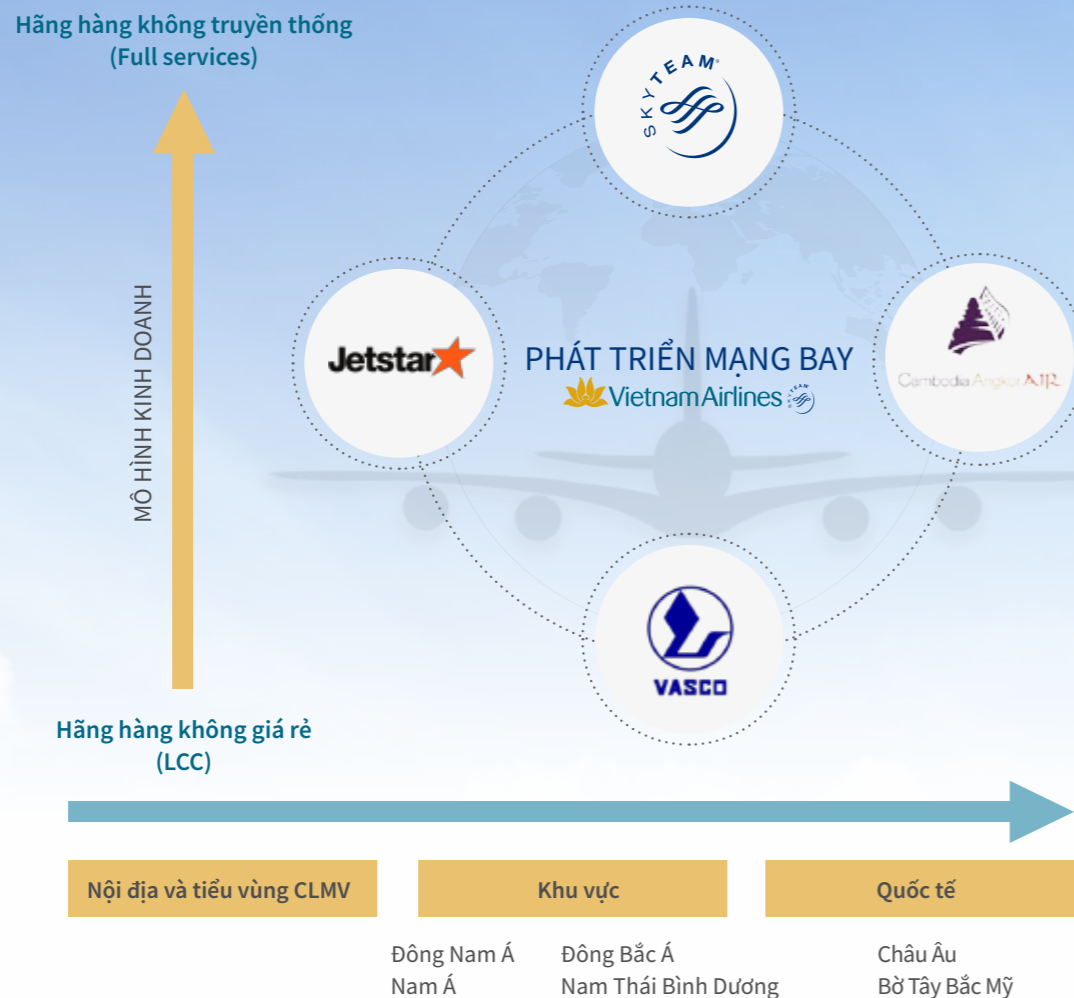 Hãng hàng không truyền thống
(Full services)
SKYTEAM
MÔ HÌNH KINH DOANH
Jetstar
PHÁT TRIỂN MẠNG BAY
Vietnam Airlines
SKYTEAM
Cambodia Angkor AIR
VASCO
Hãng hàng không giá rẻ
(LCC)
Nội địa và tiểu vùng CLMV
Khu vực
Quốc tế
Đông Nam Á
Nam Á
Đông Bắc Á
Nam Thái Bình Dương
Châu Âu
Bờ Tây Bắc Mỹ